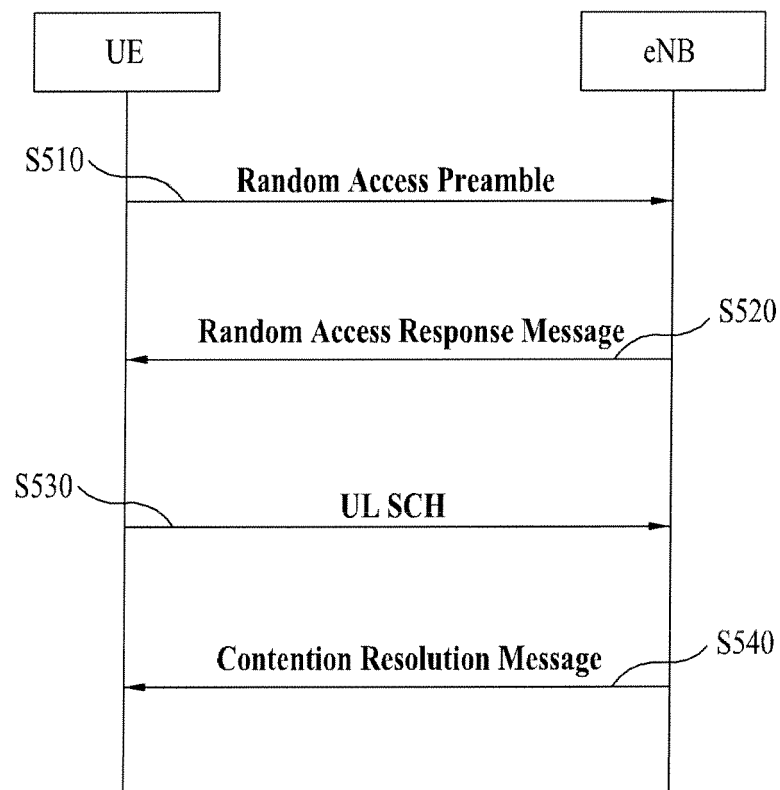 UE
eNB
S510
Random Access Preamble
S520
Random Access Response Message
S530
UL SCH
S540
Contention Resolution Message